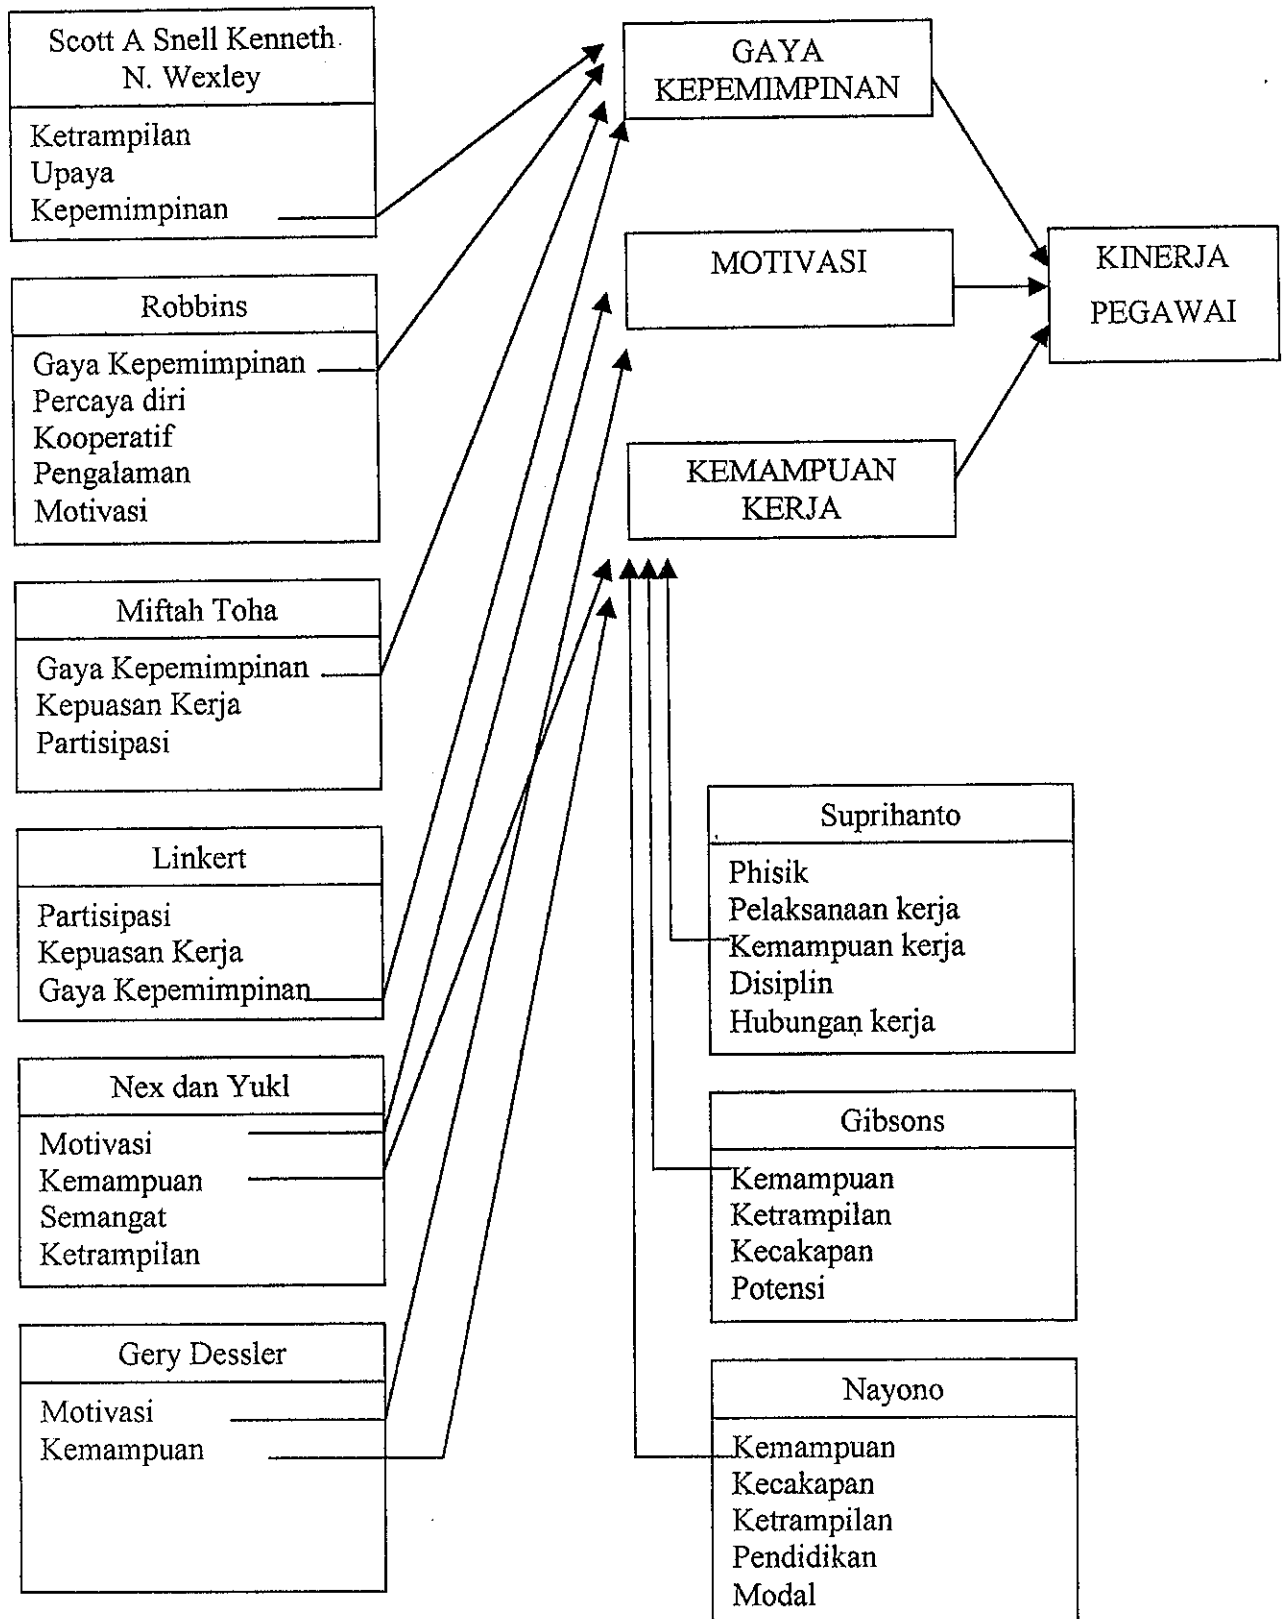 Scott A Snell Kenneth
N. Wexley
Ketrampilan
Upaya
Kepemimpinan
Robbins
Gaya Kepemimpinan
Percaya diri
Kooperatif
Pengalaman
Motivasi
Miftah Toha
Gaya Kepemimpinan
Kepuasan Kerja
Partisipasi
Linkert
Partisipasi
Kepuasan Kerja
Gaya Kepemimpinan
Nex dan Yukl
Motivasi
Kemampuan
Semangat
Ketrampilan
Gery Dessler
Motivasi
Kemampuan
GAYA
KEPEMIMPINAN
MOTIVASI
KEMAMPUAN
KERJA
KINERJA
PEGAWAI
Suprihanto
Phisik
Pelaksanaan kerja
Kemampuan kerja
Disiplin
Hubungan kerja
Gibsons
Kemampuan
Ketrampilan
Kecakapan
Potensi
Nayono
Kemampuan
Kecakapan
Ketrampilan
Pendidikan
Modal